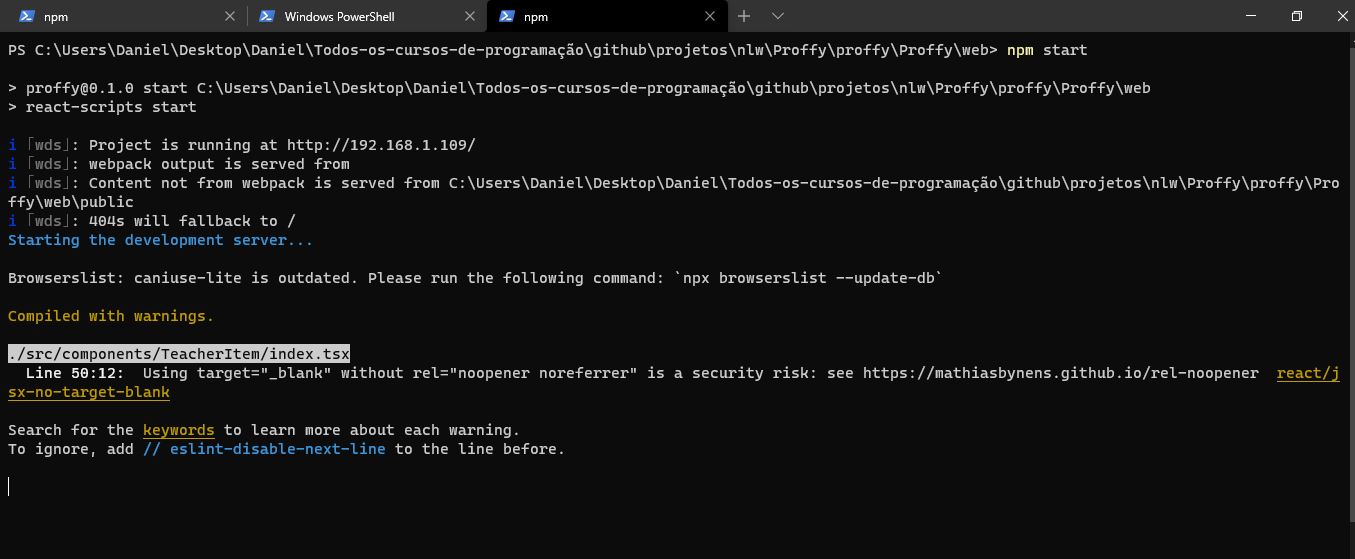 npm
Windows PowerShell
npm
PS C:\Users\Daniel\Desktop\Daniel\Todos-os-cursos-de-programação\github\projetos\nlw\Proffy\proffy\Proffy\web> npm start
> proffy@0.1.0 start C:\Users\Daniel\Desktop\Daniel\Todos-os-cursos-de-programação\github\projetos\nlw\Proffy\proffy\Proffy\web
> react-scripts start
i ｢wds｣: Project is running at http://192.168.1.109/
i ｢wds｣: webpack output is served from
i ｢wds｣: Content not from webpack is served from C:\Users\Daniel\Desktop\Daniel\Todos-os-cursos-de-programação\github\projetos\nlw\Proffy\proffy\Pro
ffy\web\public
i ｢wds｣: 404s will fallback to /
Starting the development server...
Browserslist: caniuse-lite is outdated. Please run the following command: `npx browserslist --update-db`
Compiled with warnings.
./src/components/TeacherItem/index.tsx
Line 50:12:  Using target="_blank" without rel="noopener noreferrer" is a security risk: see https://mathiasbynens.github.io/rel-noopener  react/j
sx-no-target-blank
Search for the keywords to learn more about each warning.
To ignore, add // eslint-disable-next-line to the line before.